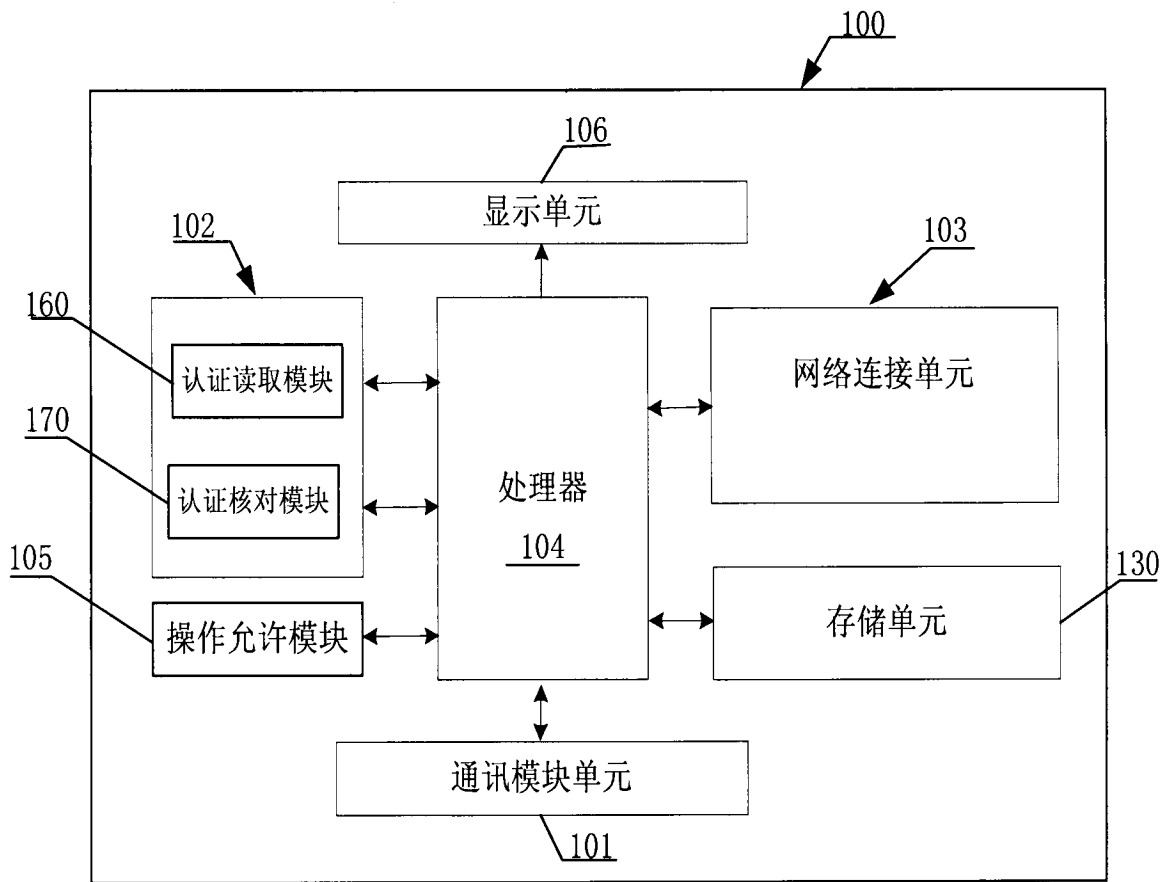 100
106
显示单元
102
103
160
认证读取模块
网络连接单元
170
认证核对模块
处理器
104
105
操作允许模块
存储单元
130
通讯模块单元
101